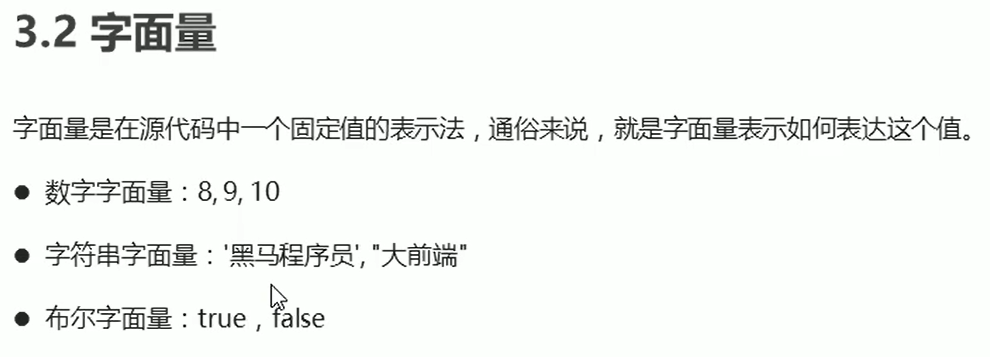 3.2 字面量
字面量是在源代码中一个固定值的表示法，通俗来说，就是字面量表示如何表达这个值。
● 数字字面量：8, 9, 10
● 字符串字面量：'黑马程序员', "大前端"
● 布尔字面量：true，false